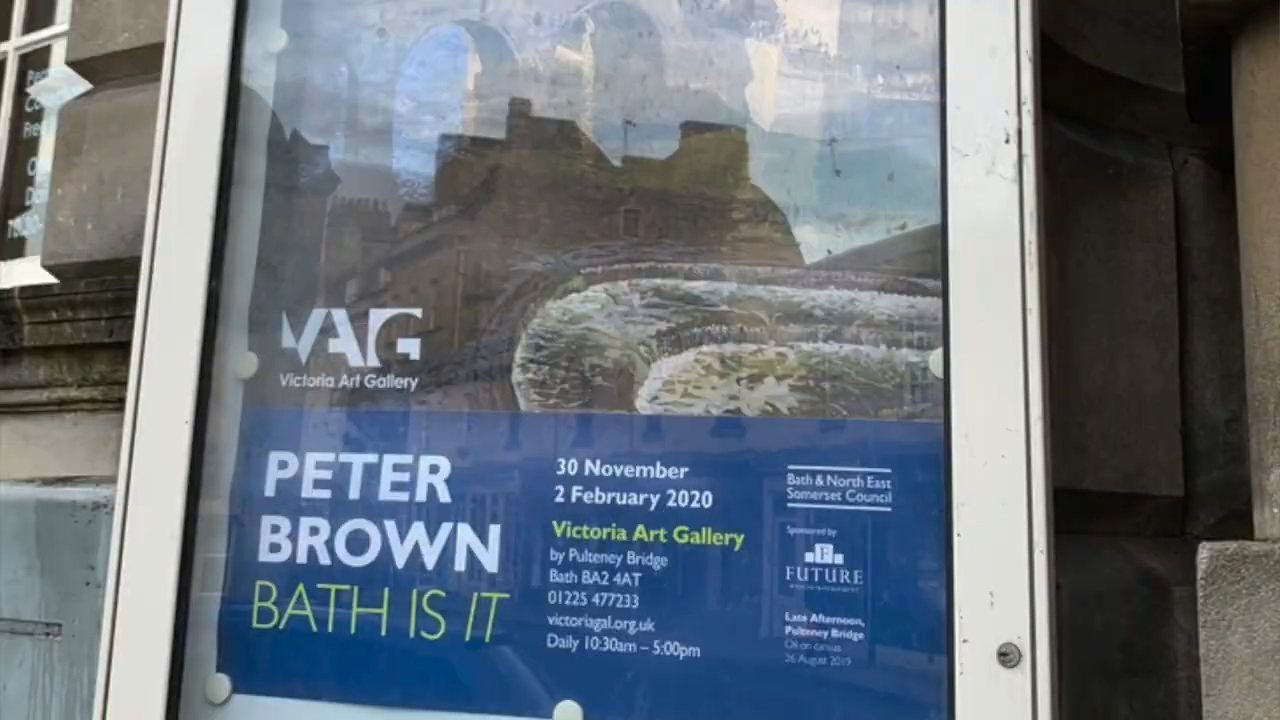 VAG
Victoria Art Gallery
PETER
BROWN
BATH IS IT
30 November
2 February 2020
Victoria Art Gallery
by Pulteney Bridge
Bath BA2 4AT
01225 477233
victoriagal.org.uk
Daily 10:30am – 5:00pm
Bath & North East
Somerset Council
Sponsored by
F
FUTURE
Late Afternoon,
Pulteney Bridge
Oil on canvas
26 August 2019